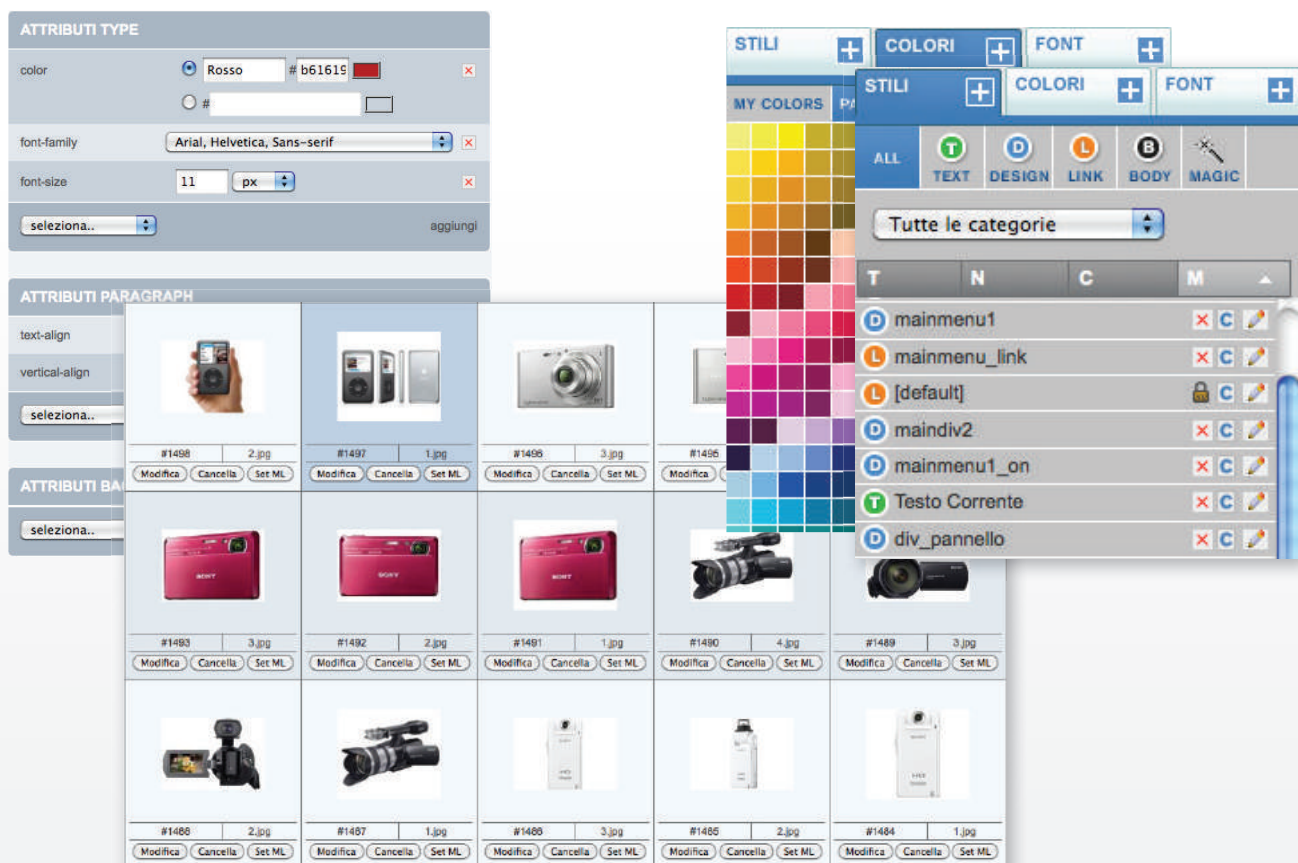 ATTRIBUTI TYPE
color Rosso # b61619
#
font-family Arial, Helvetica, Sans-serif
font-size 11 px
seleziona.. aggiungi
ATTRIBUTI PARAGRAPH
text-align
vertical-align
seleziona..
ATTRIBUTI BA
seleziona..
STILI COLORI FONT
MY COLORS PA
STILI COLORI FONT
ALL TEXT DESIGN LINK BODY MAGIC
Tutte le categorie
T N C M
D mainmenu1 C
L mainmenu_link C
L [default] C
D maindiv2 C
D mainmenu1_on C
T Testo Corrente C
D div_pannello C
#1498 2.jpg #1497 1.jpg #1496 3.jpg #1495
Modifica Cancella Set ML Modifica Cancella Set ML Modifica Cancella Set ML Modifica
SONY SONY SONY
#1493 3.jpg #1492 2.jpg #1491 1.jpg #1490 4.jpg #1489 3.jpg
Modifica Cancella Set ML Modifica Cancella Set ML Modifica Cancella Set ML Modifica Cancella Set ML Modifica Cancella Set ML
#1488 2.jpg #1487 1.jpg #1486 3.jpg #1485 2.jpg #1484 1.jpg
Modifica Cancella Set ML Modifica Cancella Set ML Modifica Cancella Set ML Modifica Cancella Set ML Modifica Cancella Set ML